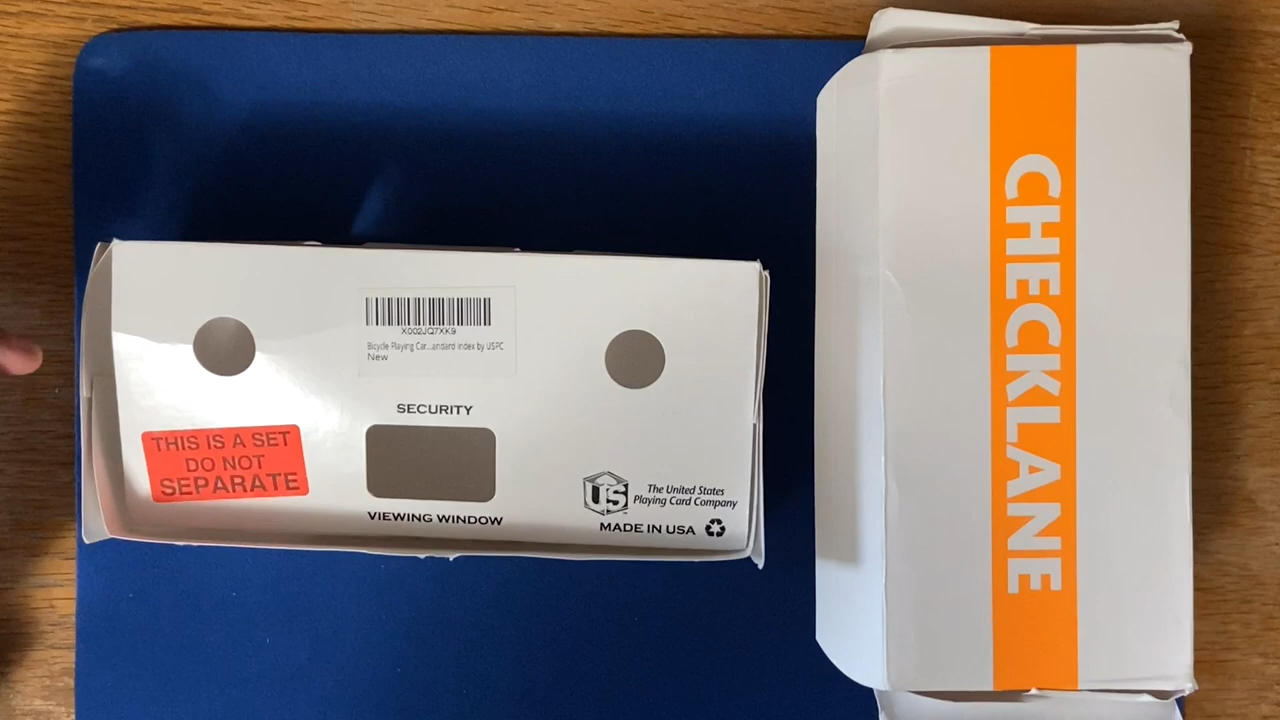 X002JQ7XK9
Bicycle Playing Car...andard Index by USPC
New
SECURITY
VIEWING WINDOW
THIS IS A SET
DO NOT
SEPARATE
US
The United States
Playing Card Company
MADE IN USA
CHECKLANE